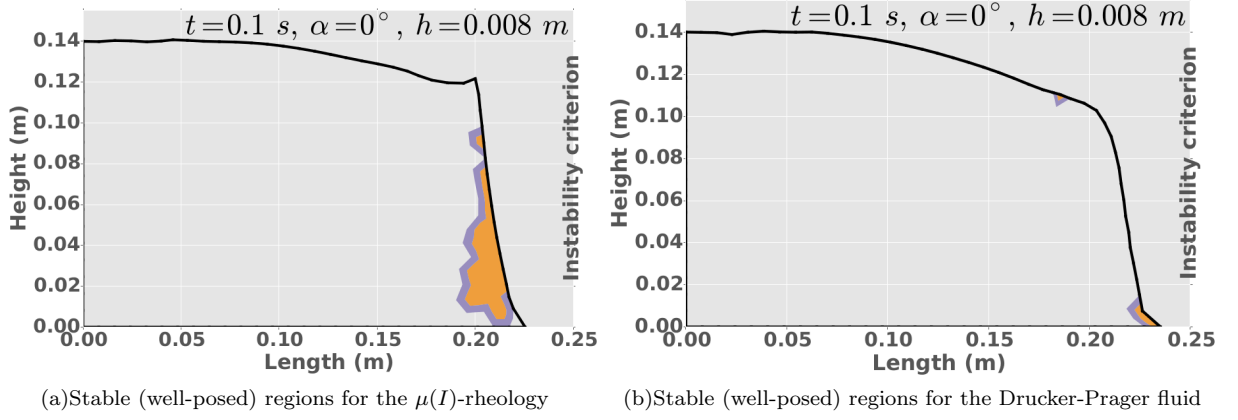 t=0.1 s, α=0°, h=0.008 m
0.14
0.12
0.10
0.08
0.06
0.04
0.02
0.00
Height (m)
0.00 0.05 0.10 0.15 0.20 0.25
Length (m)
Instability criterion
(a)Stable (well-posed) regions for the μ(I)-rheology
t=0.1 s, α=0°, h=0.008 m
0.14
0.12
0.10
0.08
0.06
0.04
0.02
0.00
Height (m)
0.00 0.05 0.10 0.15 0.20 0.25
Length (m)
Instability criterion
(b)Stable (well-posed) regions for the Drucker-Prager fluid